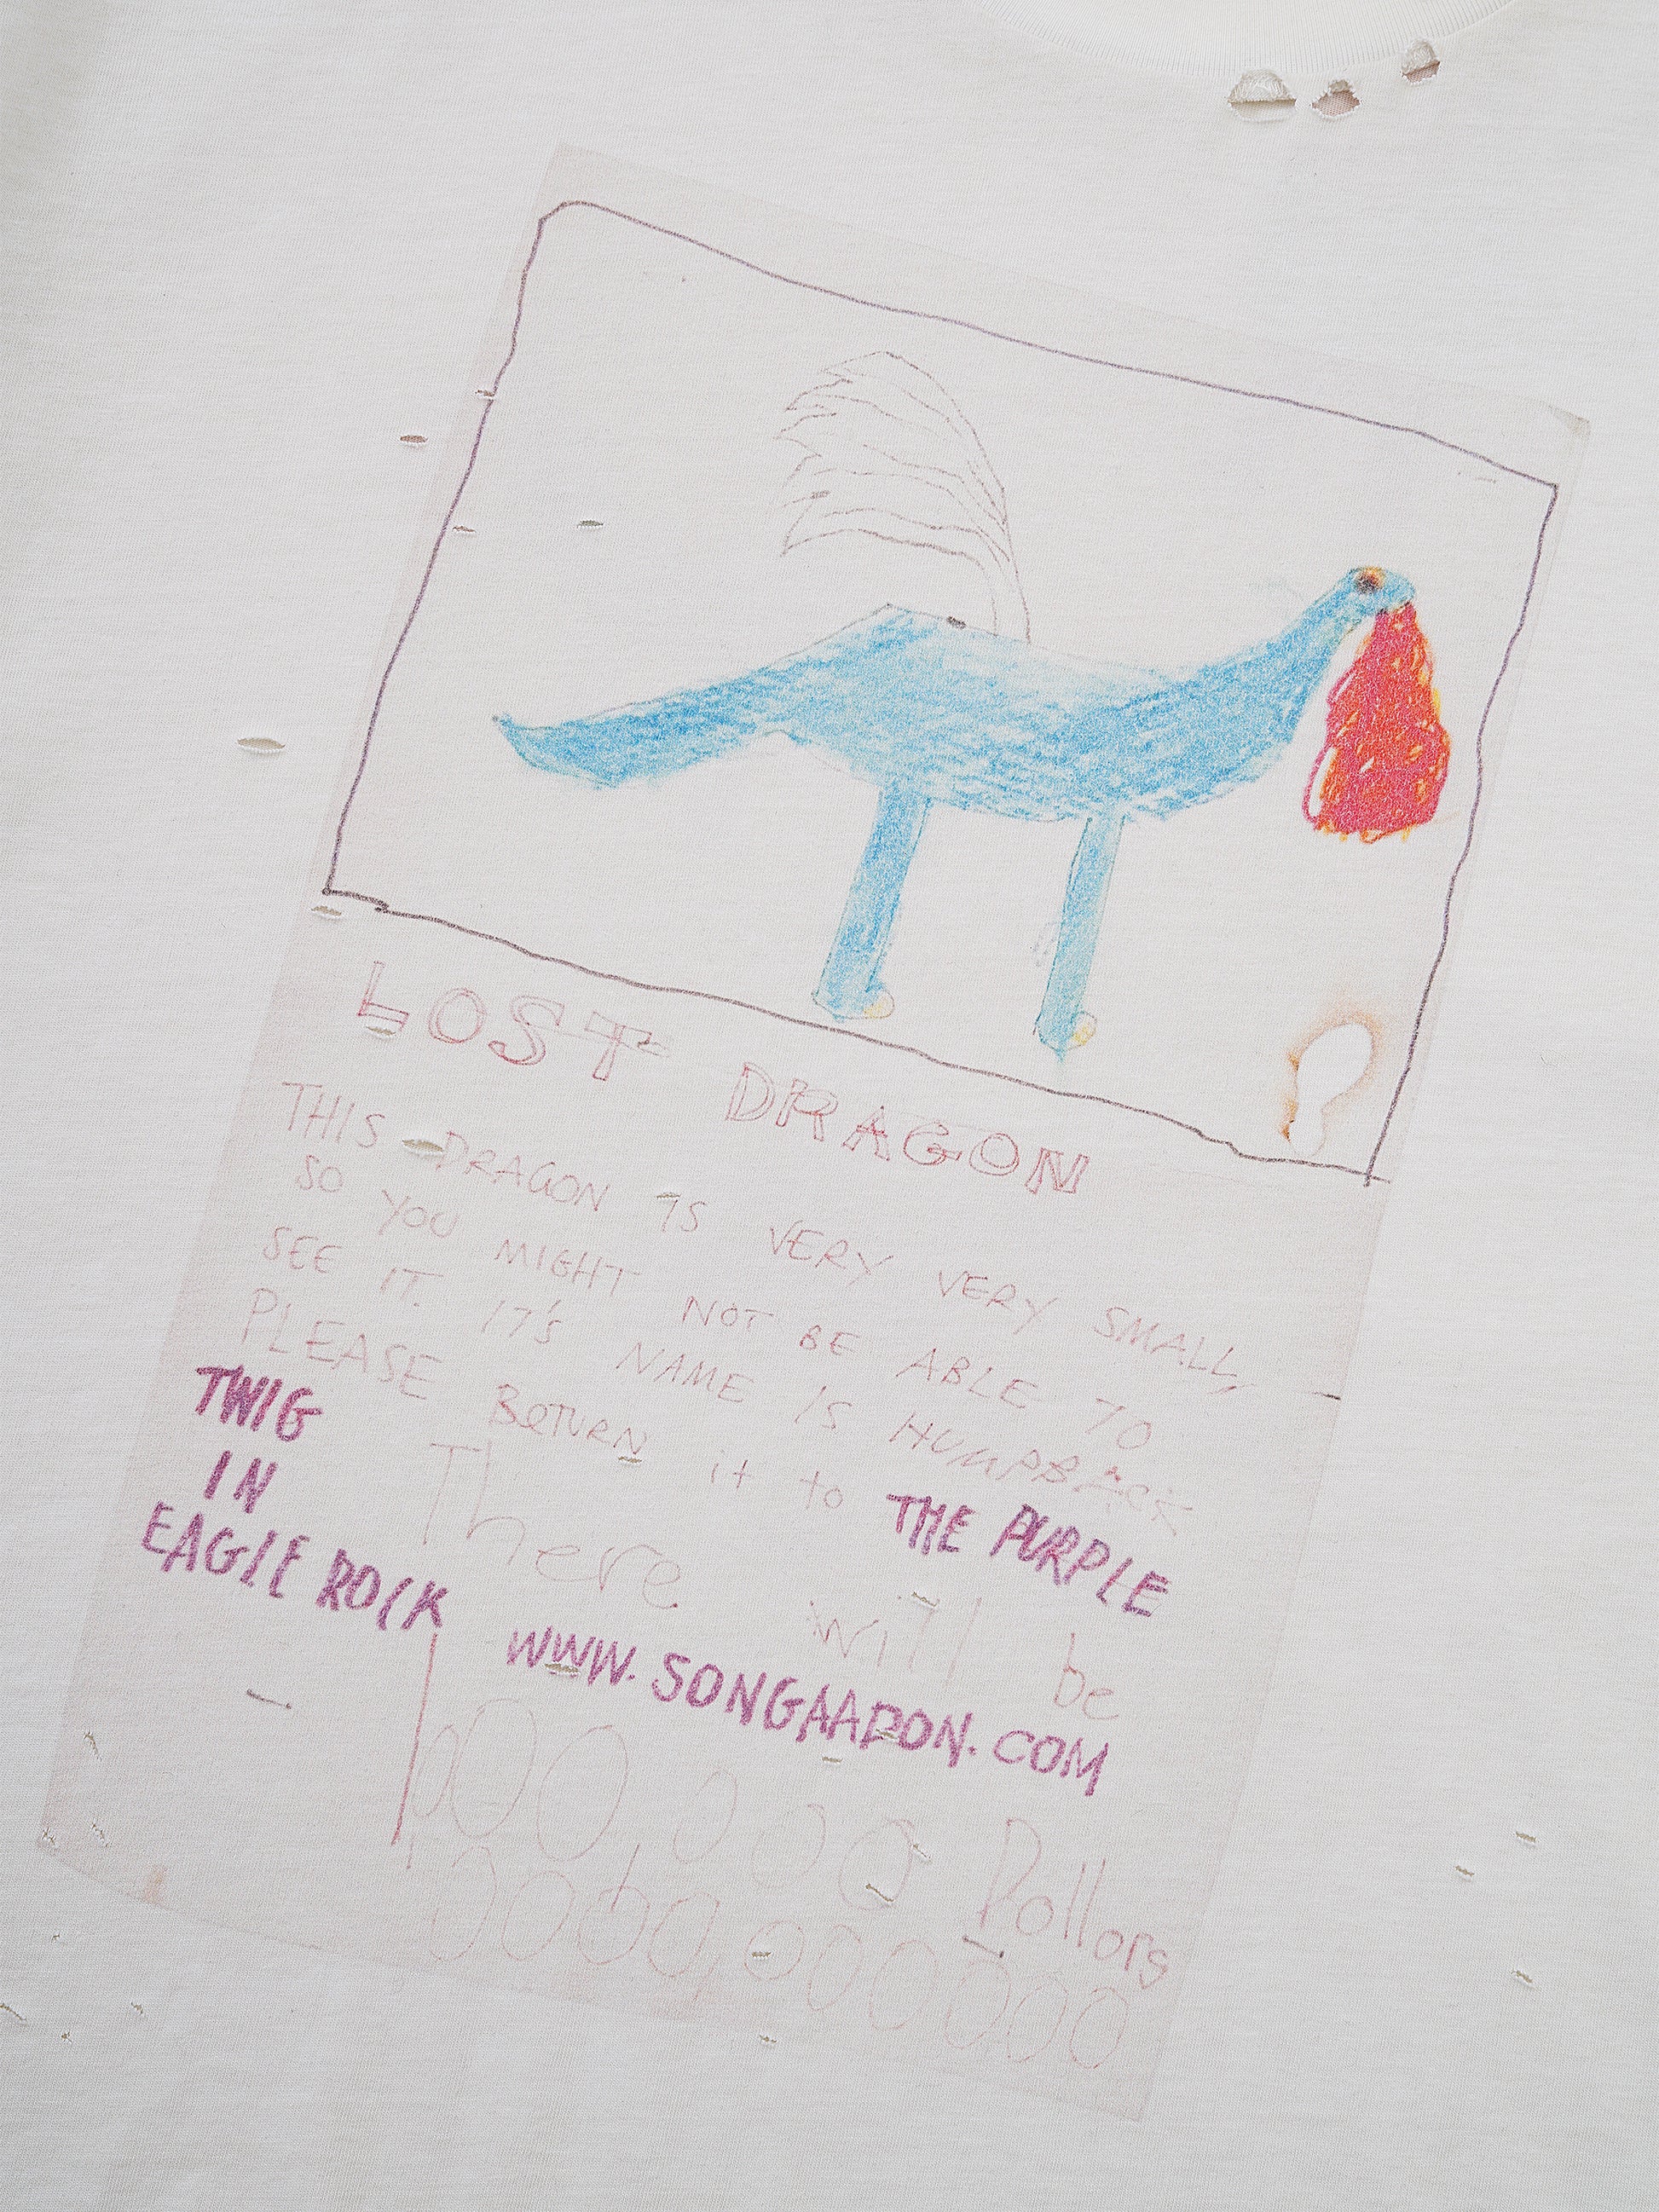 LOST DRAGON
THIS DRAGON IS VERY VERY SMALL,
SO YOU MIGHT NOT BE ABLE TO
SEE IT. IT'S NAME IS HUMPBACK
PLEASE RETURN it to THE PURPLE
TWIG
IN
EAGLE ROCK
There will be
WWW.SONGAADON.COM
100,000 Dollors